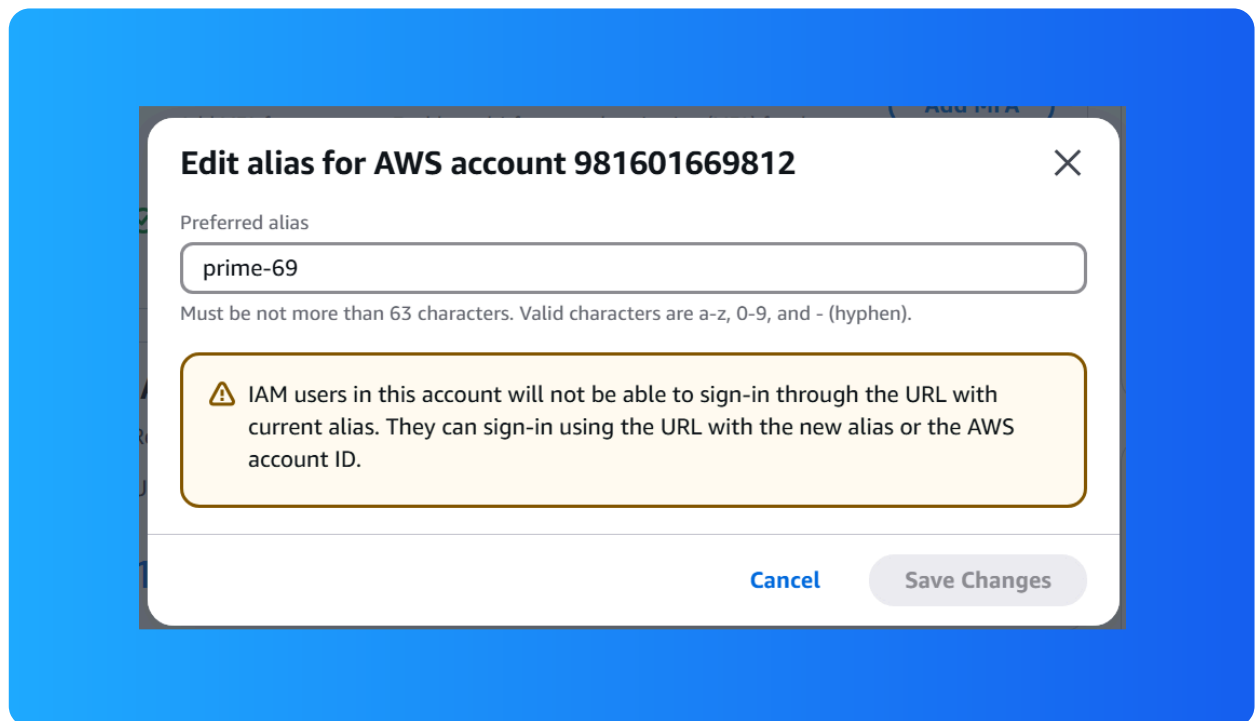 Add MFA
Edit alias for AWS account 981601669812
Preferred alias
prime-69
Must be not more than 63 characters. Valid characters are a-z, 0-9, and - (hyphen).
IAM users in this account will not be able to sign-in through the URL with
current alias. They can sign-in using the URL with the new alias or the AWS
account ID.
Cancel
Save Changes